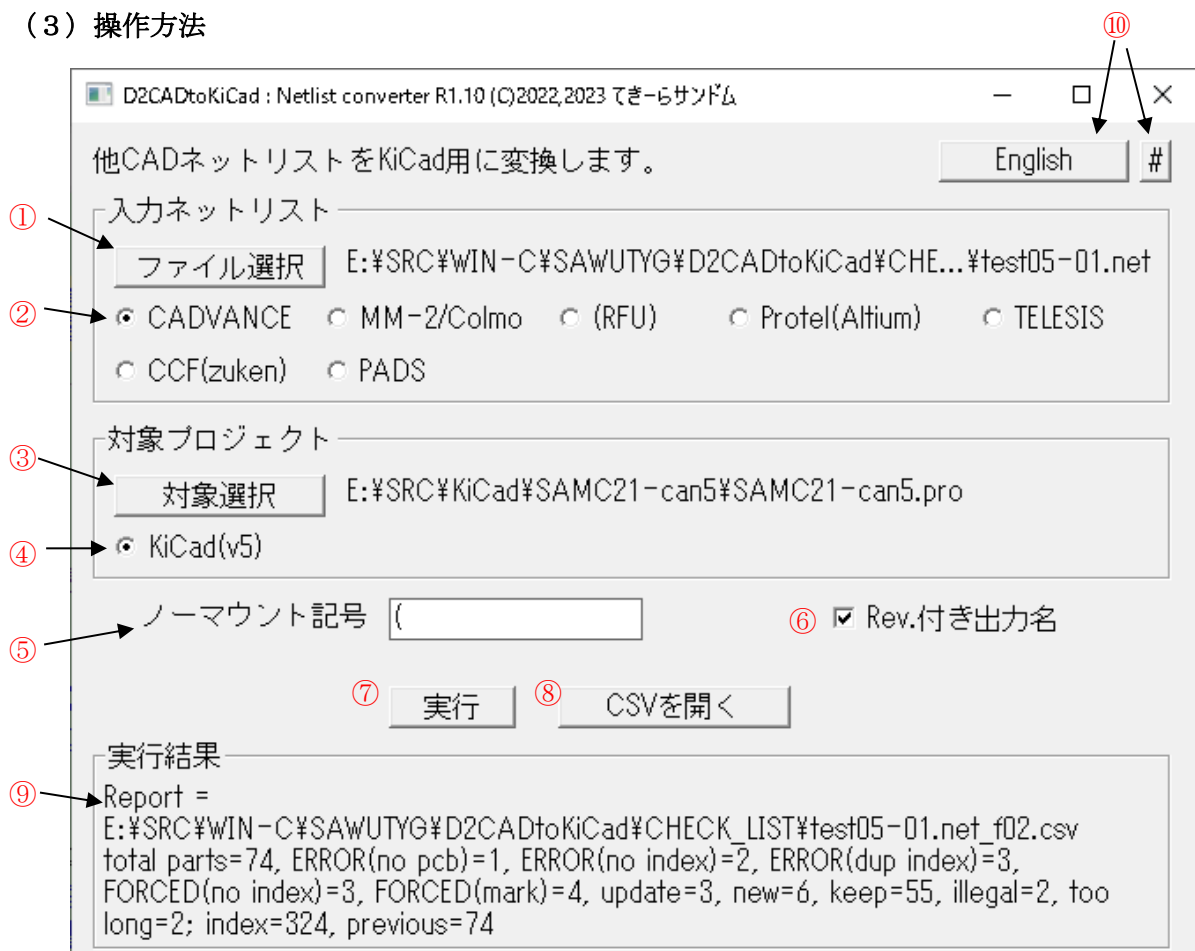 （３）操作方法
⑩
D2CADtoKiCad : Netlist converter R1.10 (C)2022,2023 てきーらサンドム
他CADネットリストをKiCad用に変換します。 English #
入力ネットリスト
① ファイル選択 E:¥SRC¥WIN-C¥SAWUTYG¥D2CADtoKiCad¥CHE...¥test05-01.net
② CADVANCE MM-2/Colmo (RFU) Protel(Altium) TELESIS
CCF(zuken) PADS
対象プロジェクト
③ 対象選択 E:¥SRC¥KiCad¥SAMC21-can5¥SAMC21-can5.pro
④ KiCad(v5)
⑤ ノーマウント記号 ( ⑥ Rev.付き出力名
⑦ 実行 ⑧ CSVを開く
実行結果
⑨ Report =
E:¥SRC¥WIN-C¥SAWUTYG¥D2CADtoKiCad¥CHECK_LIST¥test05-01.net_f02.csv
total parts=74, ERROR(no pcb)=1, ERROR(no index)=2, ERROR(dup index)=3,
FORCED(no index)=3, FORCED(mark)=4, update=3, new=6, keep=55, illegal=2, too
long=2; index=324, previous=74